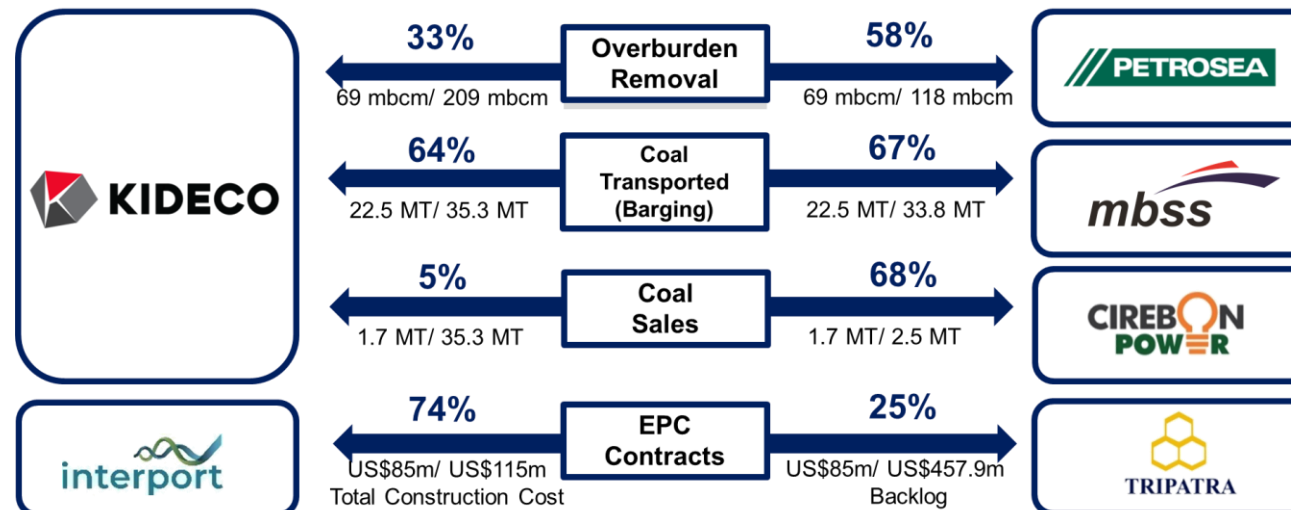 33%
Overburden
Removal
58%
69 mbcm/ 209 mbcm
69 mbcm/ 118 mbcm
PETROSEA
KIDECO
64%
Coal
Transported
(Barging)
67%
22.5 MT/ 35.3 MT
22.5 MT/ 33.8 MT
mbss
5%
Coal
Sales
68%
1.7 MT/ 35.3 MT
1.7 MT/ 2.5 MT
CIREBON
POWER
interport
74%
EPC
Contracts
25%
US$85m/ US$115m
Total Construction Cost
US$85m/ US$457.9m
Backlog
TRIPATRA